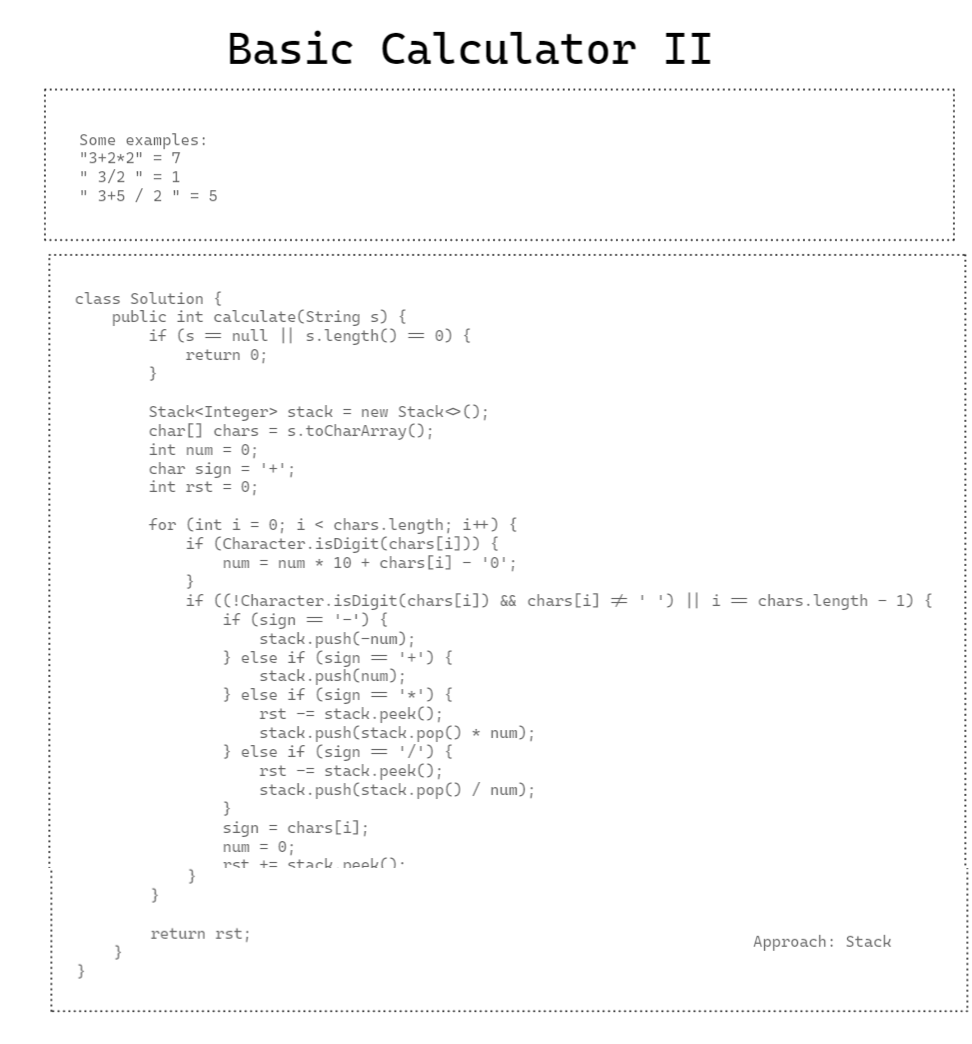 Basic Calculator II
Some examples:
"3+2*2" = 7
" 3/2 " = 1
" 3+5 / 2 " = 5
class Solution {
    public int calculate(String s) {
        if (s == null || s.length() == 0) {
            return 0;
        }
        Stack<Integer> stack = new Stack<>();
        char[] chars = s.toCharArray();
        int num = 0;
        char sign = '+';
        int rst = 0;
        for (int i = 0; i < chars.length; i++) {
            if (Character.isDigit(chars[i])) {
                num = num * 10 + chars[i] - '0';
            }
            if ((!Character.isDigit(chars[i]) && chars[i] != ' ') || i == chars.length - 1) {
                if (sign == '-') {
                    stack.push(-num);
                } else if (sign == '+') {
                    stack.push(num);
                } else if (sign == '*') {
                    rst -= stack.peek();
                    stack.push(stack.pop() * num);
                } else if (sign == '/') {
                    rst -= stack.peek();
                    stack.push(stack.pop() / num);
                }
                sign = chars[i];
                num = 0;
                rst += stack.peek();
            }
        }
        return rst;
    }
}
Approach: Stack